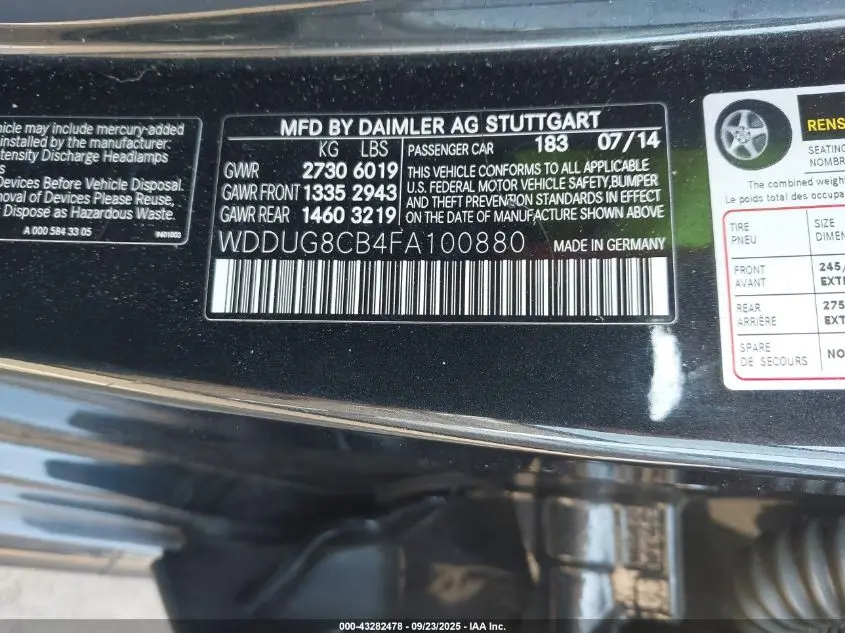 hicle may include mercury-added
installed by the manufacturer:
tensity Discharge Headlamps
s
Devices Before Vehicle Disposal.
noval of Devices Please Reuse,
r Dispose as Hazardous Waste.
A 000 584 33 05
MFD BY DAIMLER AG STUTTGART
KG LBS
GVWR 2730 6019
GAWR FRONT 1335 2943
GAWR REAR 1460 3219
PASSENGER CAR 183 07/14
THIS VEHICLE CONFORMS TO ALL APPLICABLE
U.S. FEDERAL MOTOR VEHICLE SAFETY, BUMPER
AND THEFT PREVENTION STANDARDS IN EFFECT
ON THE DATE OF MANUFACTURE SHOWN ABOVE
WDDUG8CB4FA100880 MADE IN GERMANY
RENS
SEATING
NOMBR
The combined weight
Le poids total des occupa
TIRE SIZE
PNEU DIMEN
FRONT 245/
AVANT EXT
REAR 275
ARRIÈRE EXT
SPARE NO
DE SECOURS
000-43282478 - 09/23/2025 - IAA Inc.